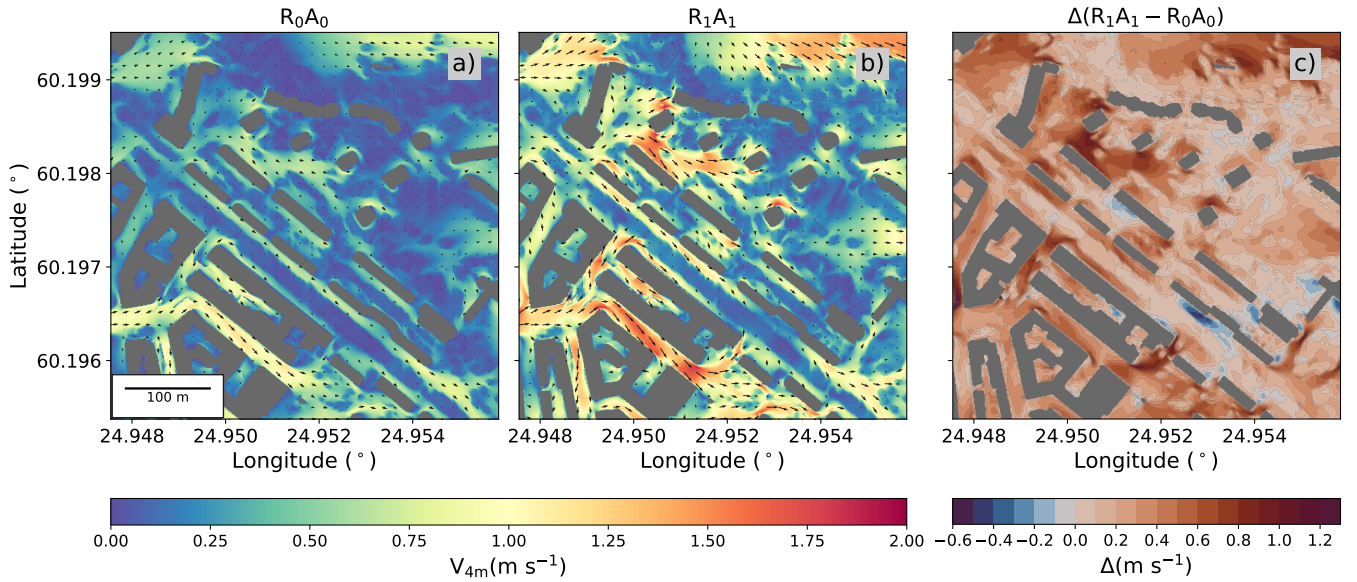 R₀A₀
R₁A₁
Δ(R₁A₁ − R₀A₀)
a)
b)
c)
60.199
60.198
60.197
60.196
Latitude (°)
100 m
24.948 24.950 24.952 24.954
24.948 24.950 24.952 24.954
24.948 24.950 24.952 24.954
Longitude (°)
Longitude (°)
Longitude (°)
0.00 0.25 0.50 0.75 1.00 1.25 1.50 1.75 2.00
V₄ₘ(m s⁻¹)
−0.6 −0.4 −0.2 0.0 0.2 0.4 0.6 0.8 1.0 1.2
Δ(m s⁻¹)